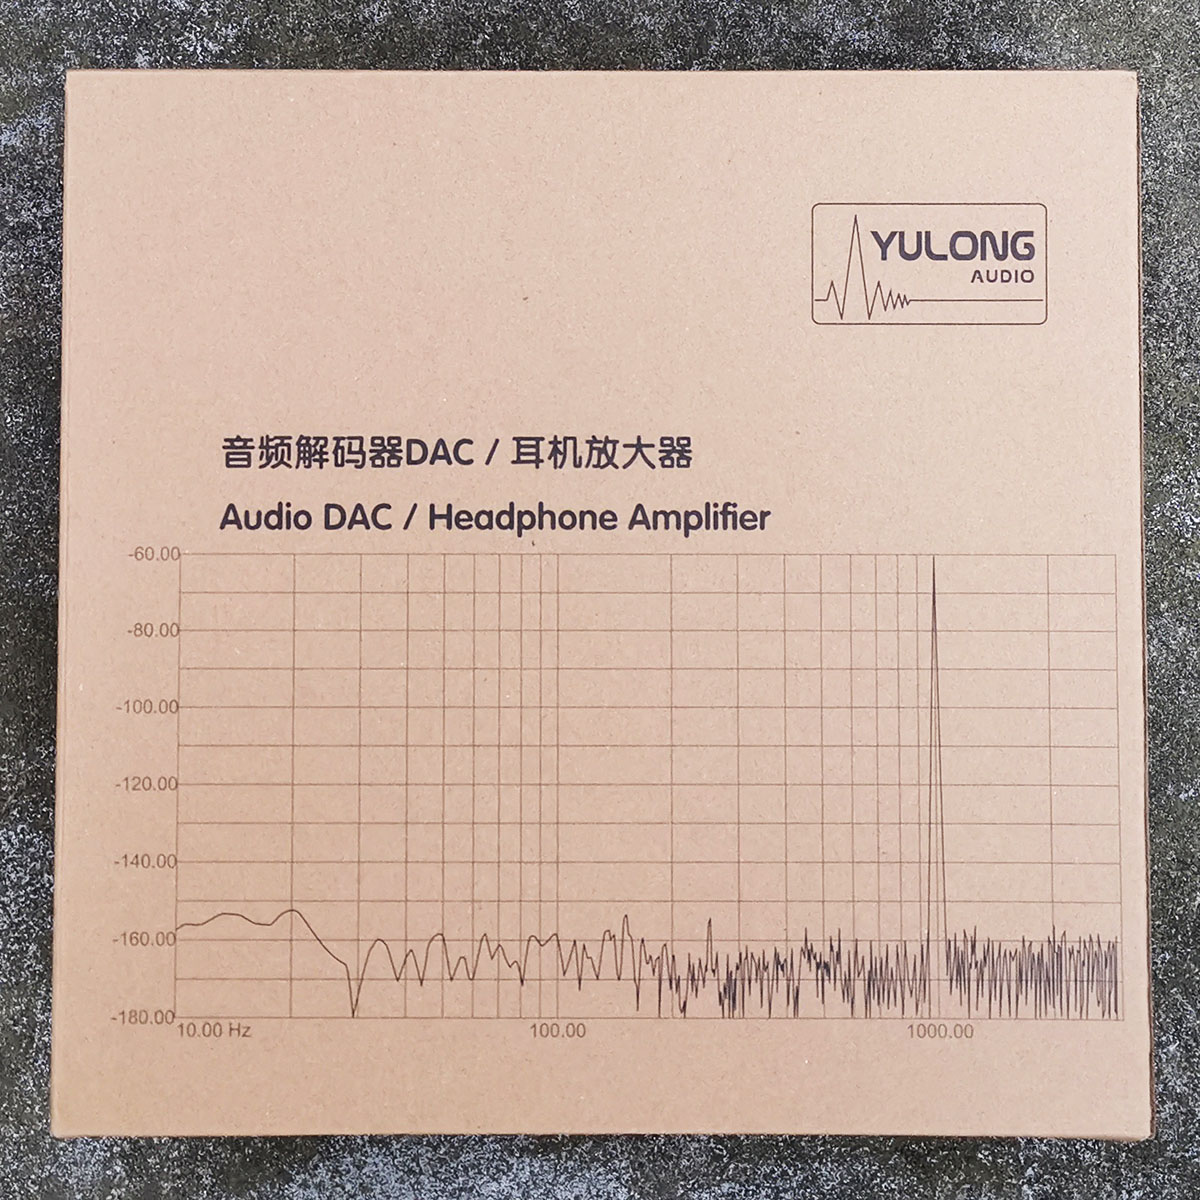 YULONG
AUDIO
音频解码器DAC / 耳机放大器
Audio DAC / Headphone Amplifier
-60.00
-80.00
-100.00
-120.00
-140.00
-160.00
-180.00
10.00 Hz 100.00 1000.00